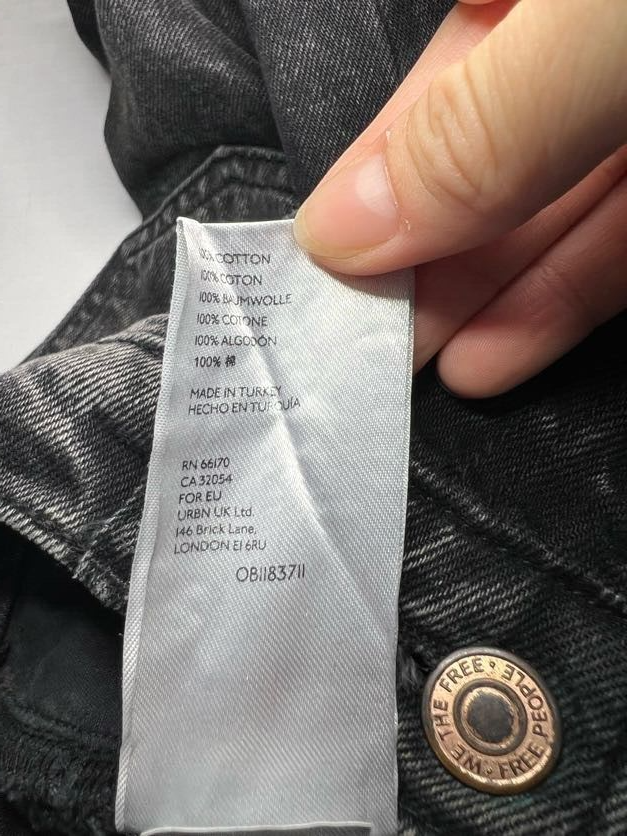 100% COTTON
100% COTON
100% BAUMWOLLE
100% COTONE
100% ALGODÓN
100% 棉
MADE IN TURKEY
HECHO EN TURQUÍA
RN 66170
CA 32054
FOR EU
URBN UK Ltd.
146 Brick Lane,
LONDON E1 6RU
OB1183711
WE THE FREE • FREE PEOPLE •